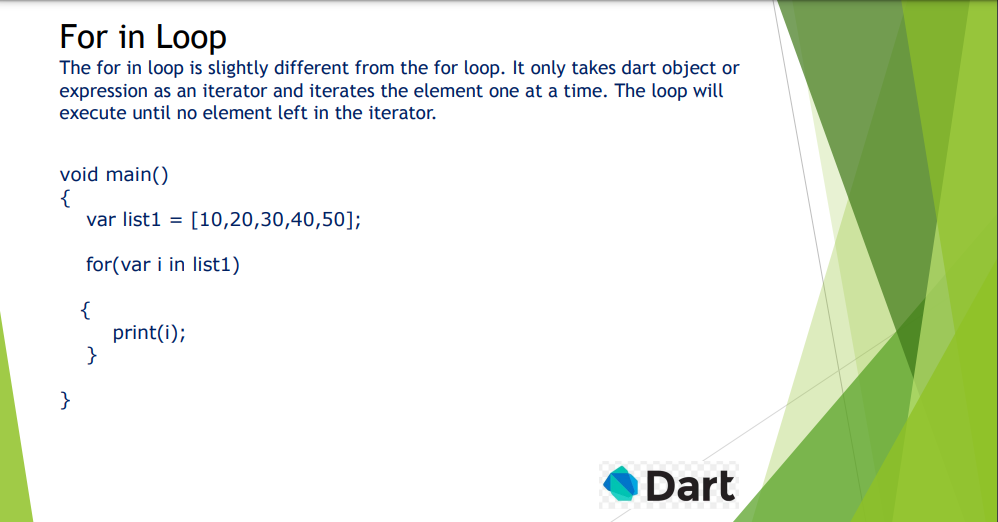 For in Loop
The for in loop is slightly different from the for loop. It only takes dart object or
expression as an iterator and iterates the element one at a time. The loop will
execute until no element left in the iterator.
void main()
{
var list1 = [10,20,30,40,50];
for(var i in list1)
{
print(i);
}
}
Dart